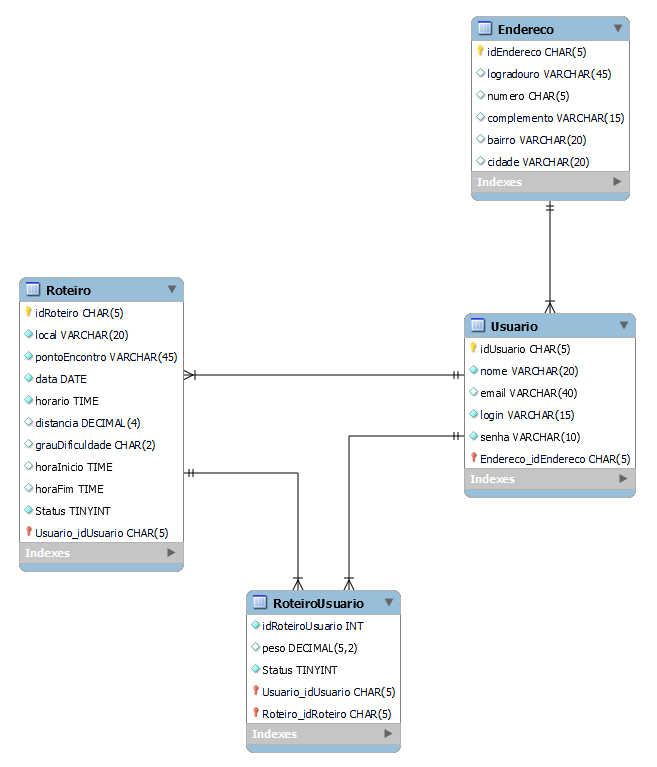 Endereco
idEndereco CHAR(5)
logradouro VARCHAR(45)
numero CHAR(5)
complemento VARCHAR(15)
bairro VARCHAR(20)
cidade VARCHAR(20)
Indexes
Roteiro
idRoteiro CHAR(5)
local VARCHAR(20)
pontoEncontro VARCHAR(45)
data DATE
horario TIME
distancia DECIMAL(4)
grauDificuldade CHAR(2)
horaInicio TIME
horaFim TIME
Status TINYINT
Usuario_idUsuario CHAR(5)
Indexes
Usuario
idUsuario CHAR(5)
nome VARCHAR(20)
email VARCHAR(40)
login VARCHAR(15)
senha VARCHAR(10)
Endereco_idEndereco CHAR(5)
Indexes
RoteiroUsuario
idRoteiroUsuario INT
peso DECIMAL(5,2)
Status TINYINT
Usuario_idUsuario CHAR(5)
Roteiro_idRoteiro CHAR(5)
Indexes